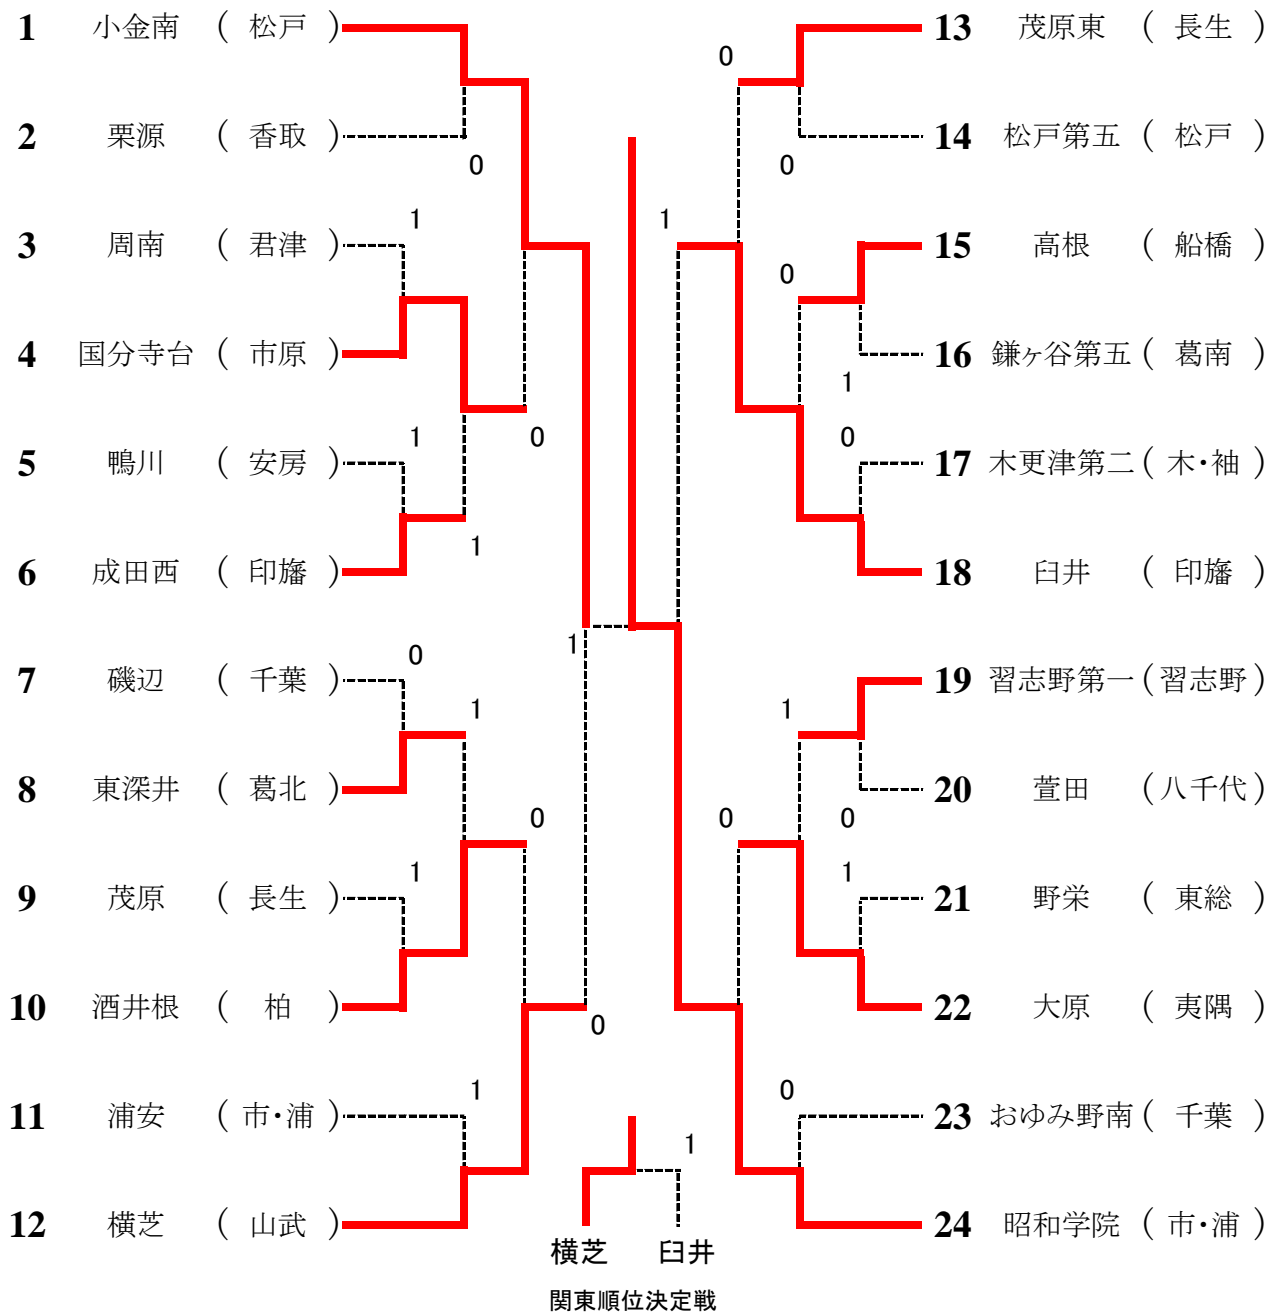 1 小金南 ( 松戸 )
2 栗源 ( 香取 )
0
1
3 周南 ( 君津 )
4 国分寺台 ( 市原 )
1
0
5 鴨川 ( 安房 )
1
6 成田西 ( 印旛 )
0
7 磯辺 ( 千葉 )
1
8 東深井 ( 葛北 )
0
1
9 茂原 ( 長生 )
10 酒井根 ( 柏 )
0
1
11 浦安 ( 市・浦 )
12 横芝 ( 山武 )
1
0
13 茂原東 ( 長生 )
14 松戸第五 ( 松戸 )
0
1
15 高根 ( 船橋 )
0
16 鎌ヶ谷第五 ( 葛南 )
1
0
17 木更津第二 ( 木・袖 )
18 臼井 ( 印旛 )
19 習志野第一 ( 習志野 )
1
20 萱田 ( 八千代 )
0
0
1
21 野栄 ( 東総 )
22 大原 ( 夷隅 )
0
23 おゆみ野南 ( 千葉 )
24 昭和学院 ( 市・浦 )
1
横芝 臼井
関東順位決定戦